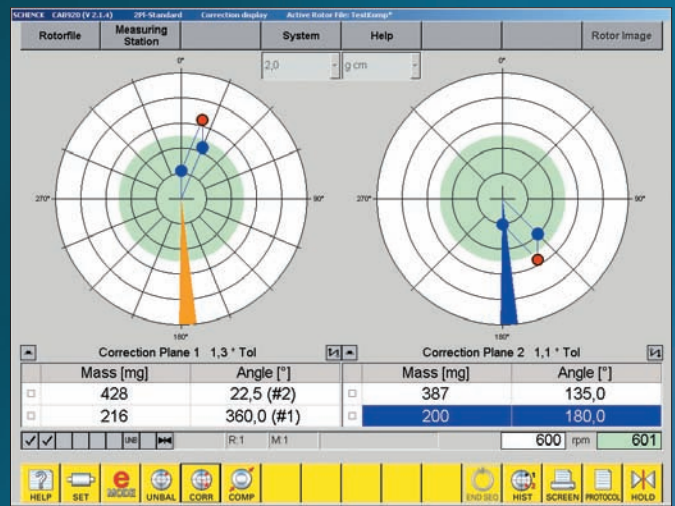 SCHENCK CAB920 (V 2.1.4) 2Pl-Standard Correction display Active Rotor File: TestKomp*
Rotorfile Measuring Station System Help Rotor Image
2,0 g cm
0° 0°
270° 90° 270° 90°
180° 180°
Correction Plane 1 1,3 * Tol Correction Plane 2 1,1 * Tol
Mass [mg] Angle [°] Mass [mg] Angle [°]
428 22,5 (#2) 387 135,0
216 360,0 (#1) 200 180,0
UNB R:1 M:1 600 rpm 601
HELP SET e MODE UNBAL CORR COMP END SEQ HIST SCREEN PROTOCOL HOLD